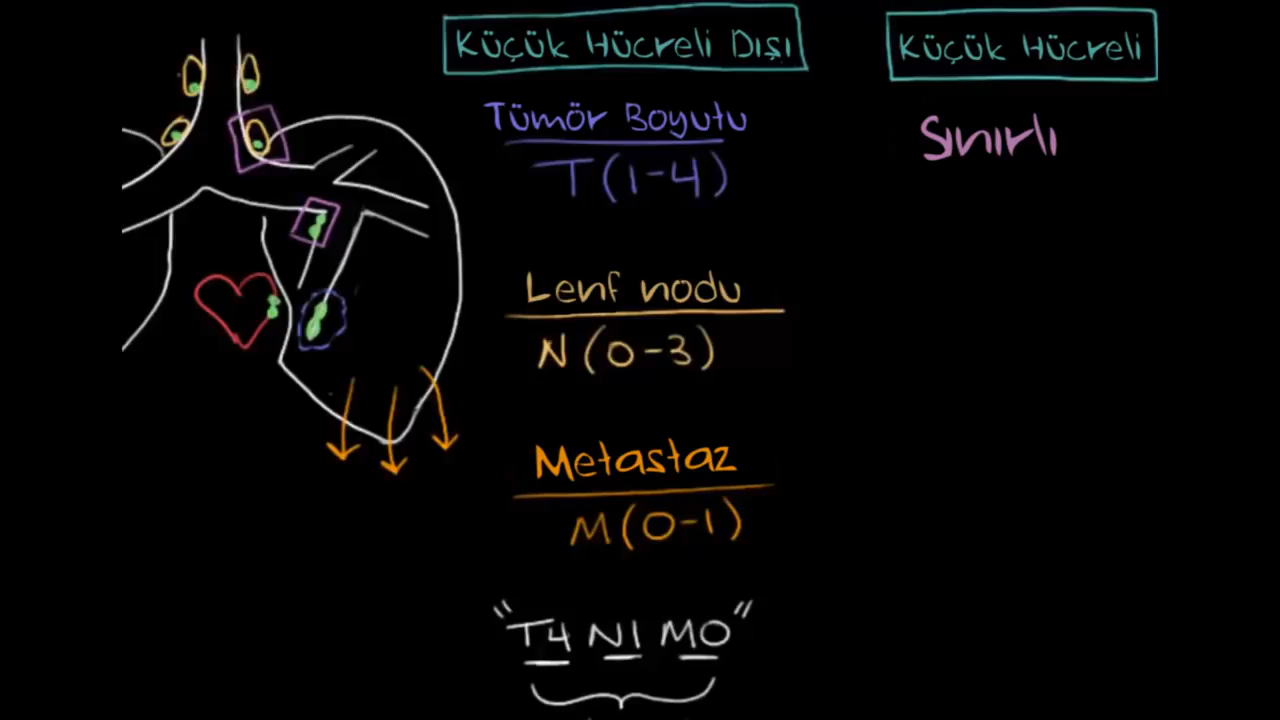 Küçük Hücreli Dışı
Tümör Boyutu
T(1-4)
Lenf nodu
N(0-3)
Metastaz
M(0-1)
"T4 N1 M0"
Küçük Hücreli
Sınırlı